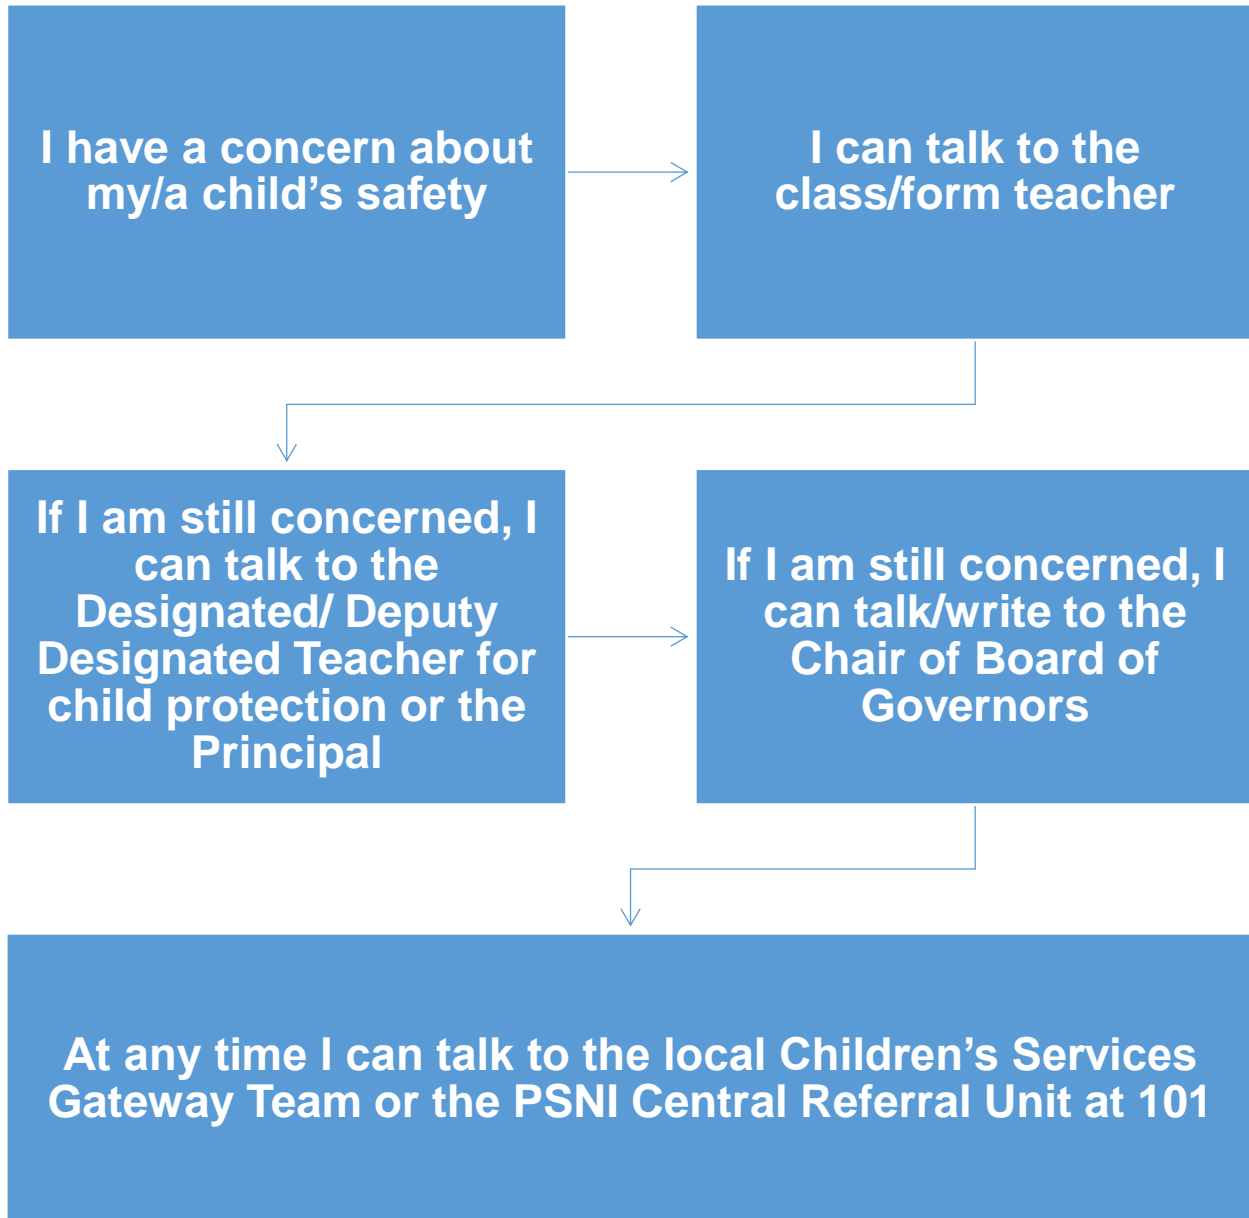 I have a concern about
my/a child’s safety
I can talk to the
class/form teacher
If I am still concerned, I
can talk to the
Designated/ Deputy
Designated Teacher for
child protection or the
Principal
If I am still concerned, I
can talk/write to the
Chair of Board of
Governors
At any time I can talk to the local Children’s Services
Gateway Team or the PSNI Central Referral Unit at 101